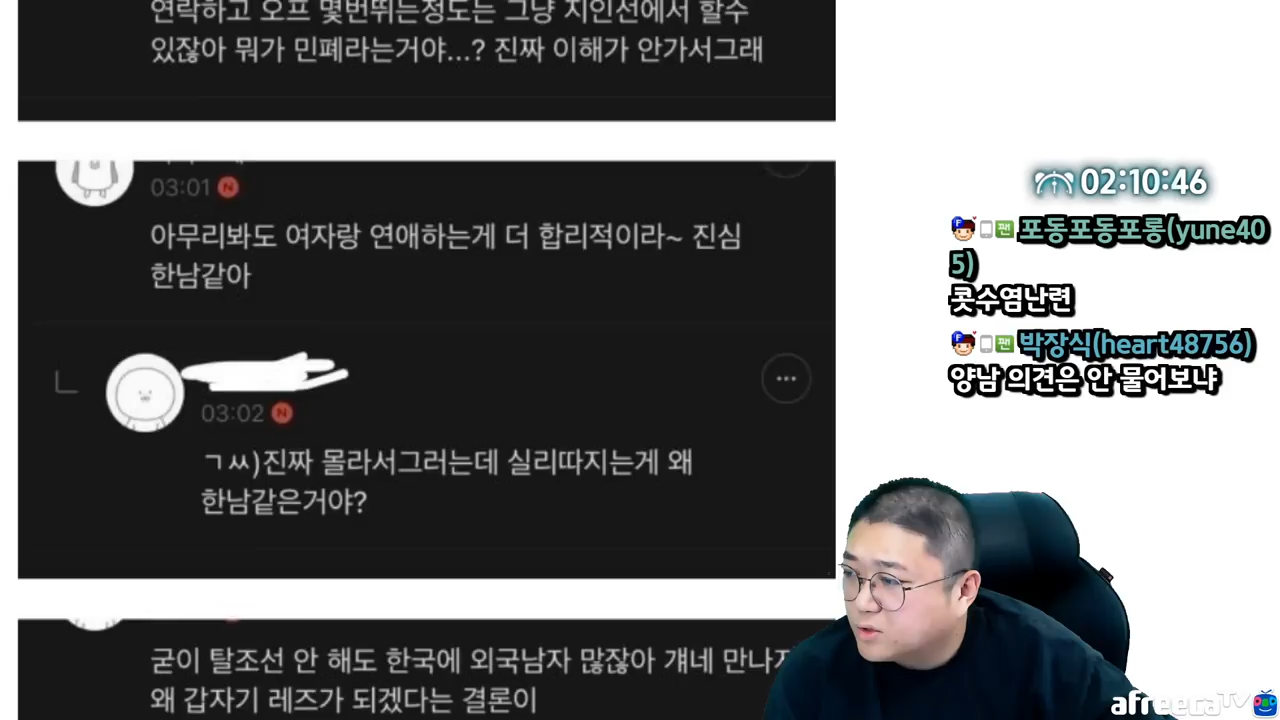 연락하고 오프 몇번뛰는정도는 그냥 지인선에서 할수
있잖아 뭐가 민폐라는거야...? 진짜 이해가 안가서그래
03:01 N
아무리봐도 여자랑 연애하는게 더 합리적이라~ 진심
한남같아
03:02 N
ㄱㅆ)진짜 몰라서그러는데 실리따지는게 왜
한남같은거야?
굳이 탈조선 안 해도 한국에 외국남자 많잖아 걔네 만나지
왜 갑자기 레즈가 되겠다는 결론이
02:10:46
포동포동포롱(yune40
5)
콧수염난련
박장식(heart48756)
양남 의견은 안 물어보냐
afreecaTV